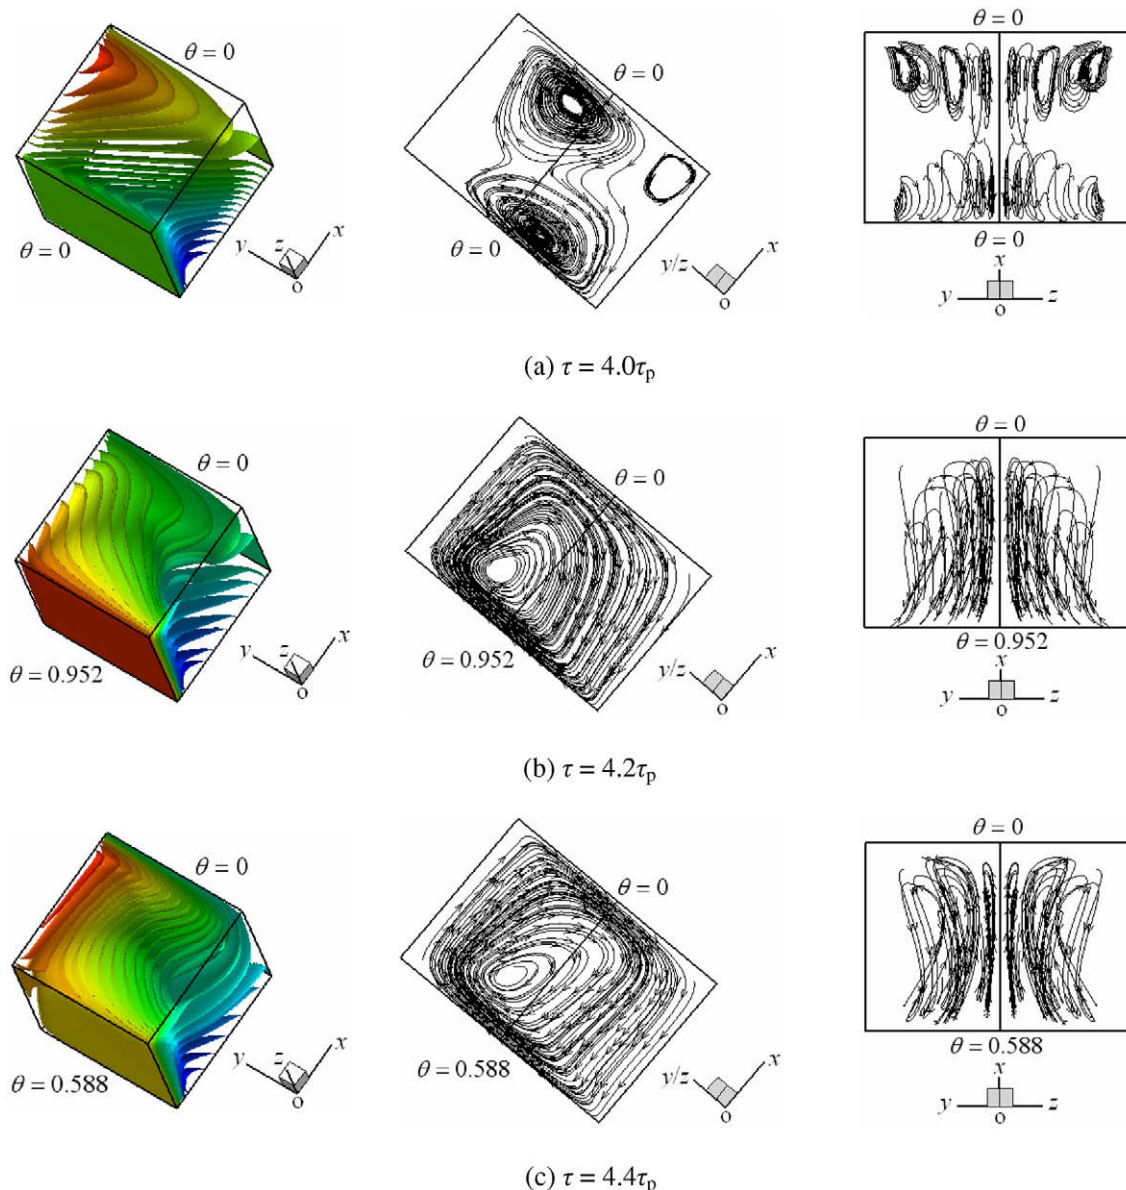 θ = 0
θ = 0
y z x
o
θ = 0
θ = 0
y/z x
o
θ = 0
θ = 0
x
y o z
(a) τ = 4.0τp
θ = 0
θ = 0.952
y z x
o
θ = 0
θ = 0.952
y/z x
o
θ = 0
θ = 0.952
x
y o z
(b) τ = 4.2τp
θ = 0
θ = 0.588
y z x
o
θ = 0
θ = 0.588
y/z x
o
θ = 0
θ = 0.588
x
y o z
(c) τ = 4.4τp